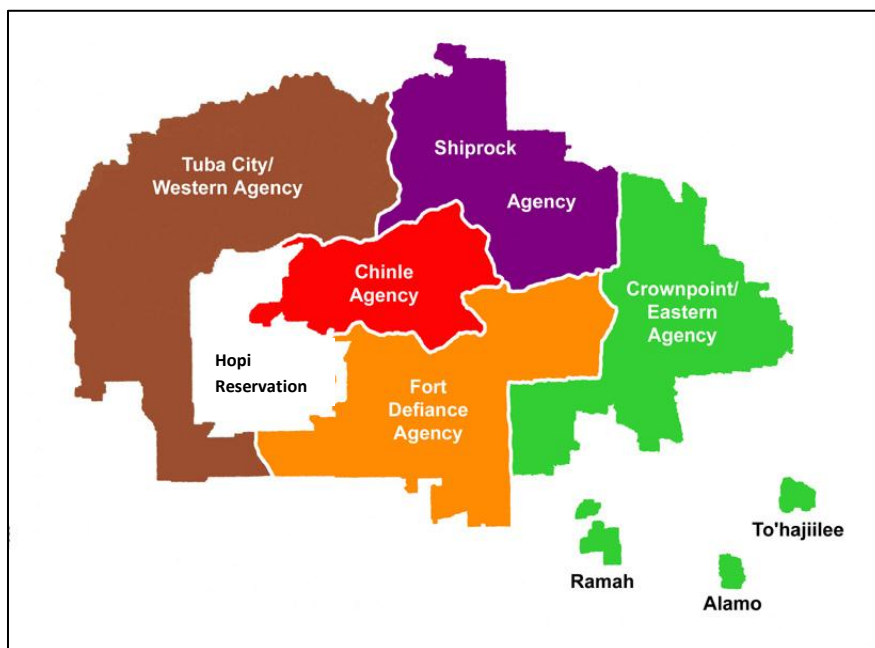 Tuba City/
Western Agency
Shiprock
Agency
Chinle
Agency
Crownpoint/
Eastern
Agency
Hopi
Reservation
Fort
Defiance
Agency
To'hajiilee
Ramah
Alamo